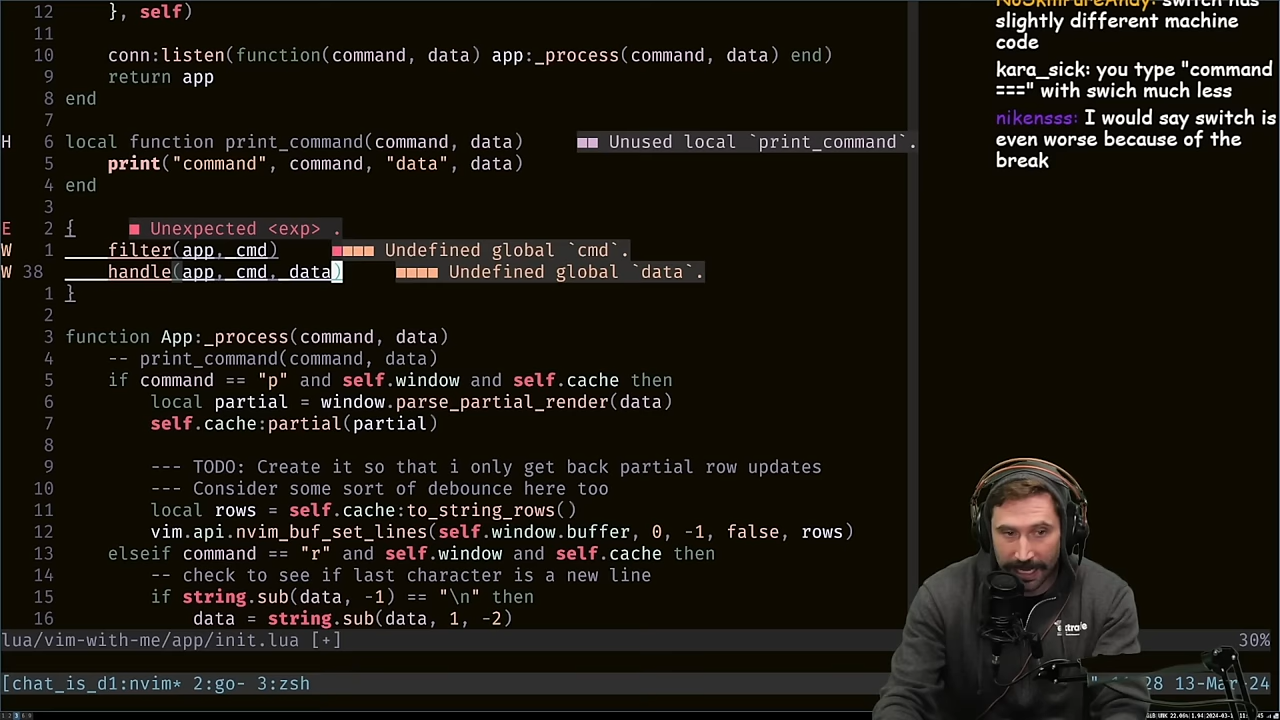 12 }, self)
11
10 conn:listen(function(command, data) app:_process(command, data) end)
9 return app
8 end
7
H 6 local function print_command(command, data) ■■ Unused local `print_command`.
5 print("command", command, "data", data)
4 end
3
E 2 { ■ Unexpected <exp> .
W 1 filter(app, cmd) ■■■■ Undefined global `cmd`.
W 38 handle(app, cmd, data) ■■■■ Undefined global `data`.
1 }
2
3 function App:_process(command, data)
4 -- print_command(command, data)
5 if command == "p" and self.window and self.cache then
6 local partial = window.parse_partial_render(data)
7 self.cache:partial(partial)
8
9 --- TODO: Create it so that i only get back partial row updates
10 --- Consider some sort of debounce here too
11 local rows = self.cache:to_string_rows()
12 vim.api.nvim_buf_set_lines(self.window.buffer, 0, -1, false, rows)
13 elseif command == "r" and self.window and self.cache then
14 -- check to see if last character is a new line
15 if string.sub(data, -1) == "\n" then
16 data = string.sub(data, 1, -2)
lua/vim-with-me/app/init.lua [+] 30%
[chat_is_d1:nvim* 2:go- 3:zsh 28 13-Mar-24
switch has
slightly different machine
code
kara_sick: you type "command
===" with swich much less
nikensss: I would say switch is
even worse because of the
break